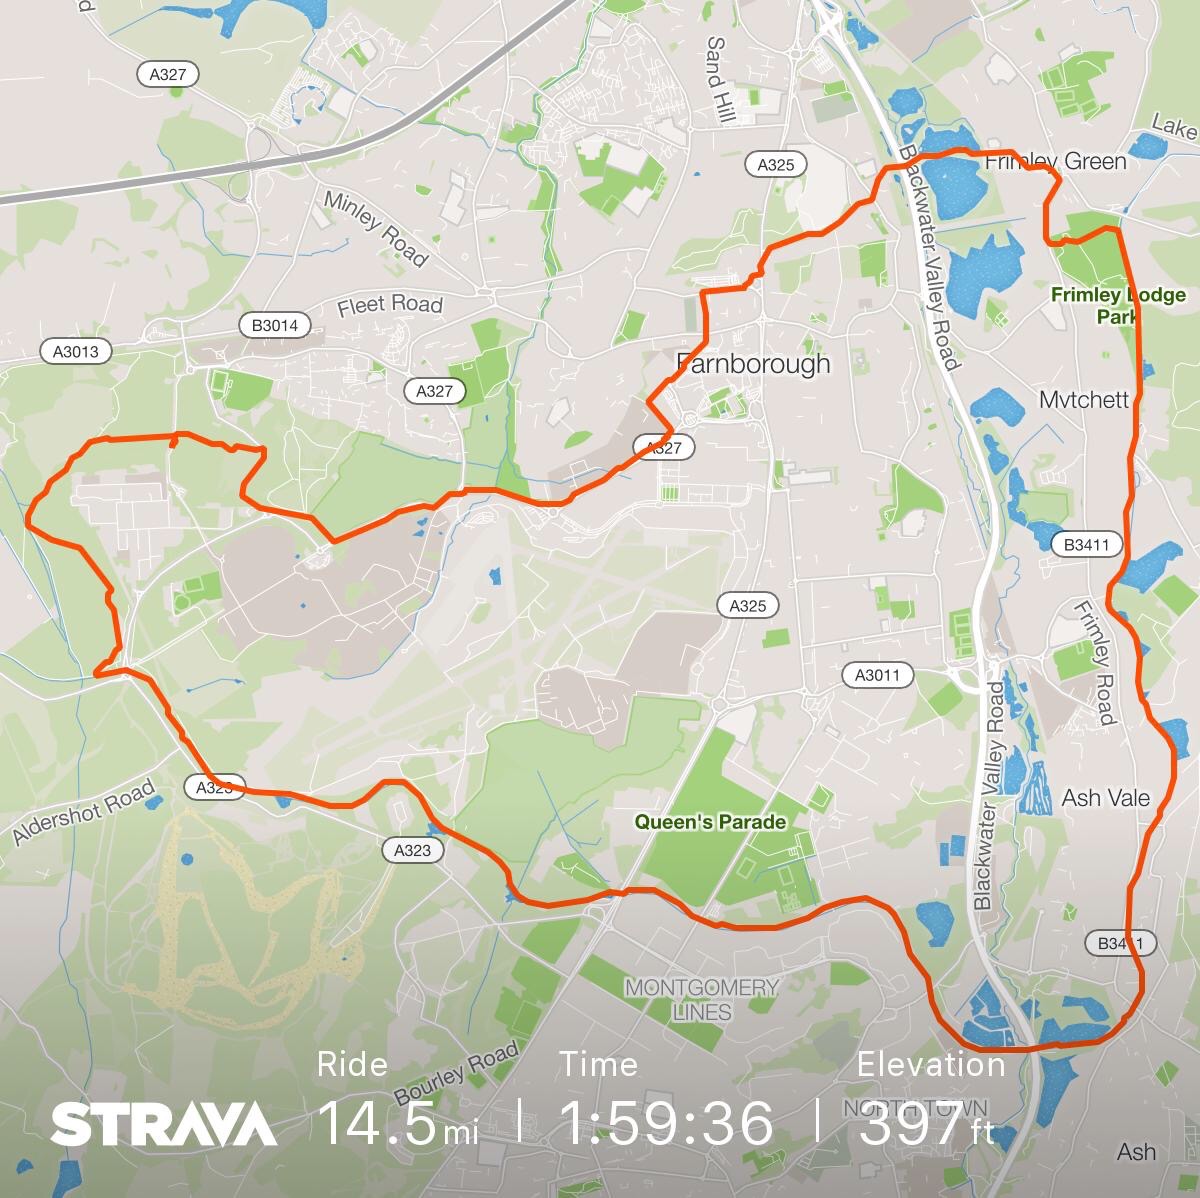 A327
Sand Hill
Lake
A325
Frimley Green
Minley Road
Blackwater Valley Road
Fleet Road
Frimley Lodge
Park
B3014
A3013
Farnborough
A327
Mytchett
A327
B3411
A325
Frimley Road
A3011
A323
Aldershot Road
Ash Vale
Queen's Parade
A323
Blackwater Valley Road
B3411
MONTGOMERY
LINES
Bourley Road
Ride
Time
Elevation
NORTH TOWN
STRAVA
14.5 mi | 1:59:36 | 397 ft
Ash